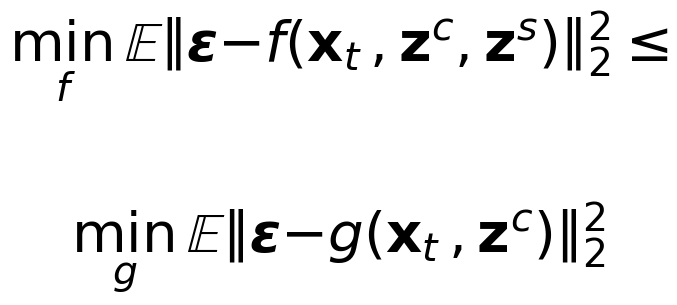 min_f 𝔼‖𝛆−f(𝐱_t , 𝐳^c, 𝐳^s)‖_2^2 ≤
min_g 𝔼‖𝛆−g(𝐱_t , 𝐳^c)‖_2^2